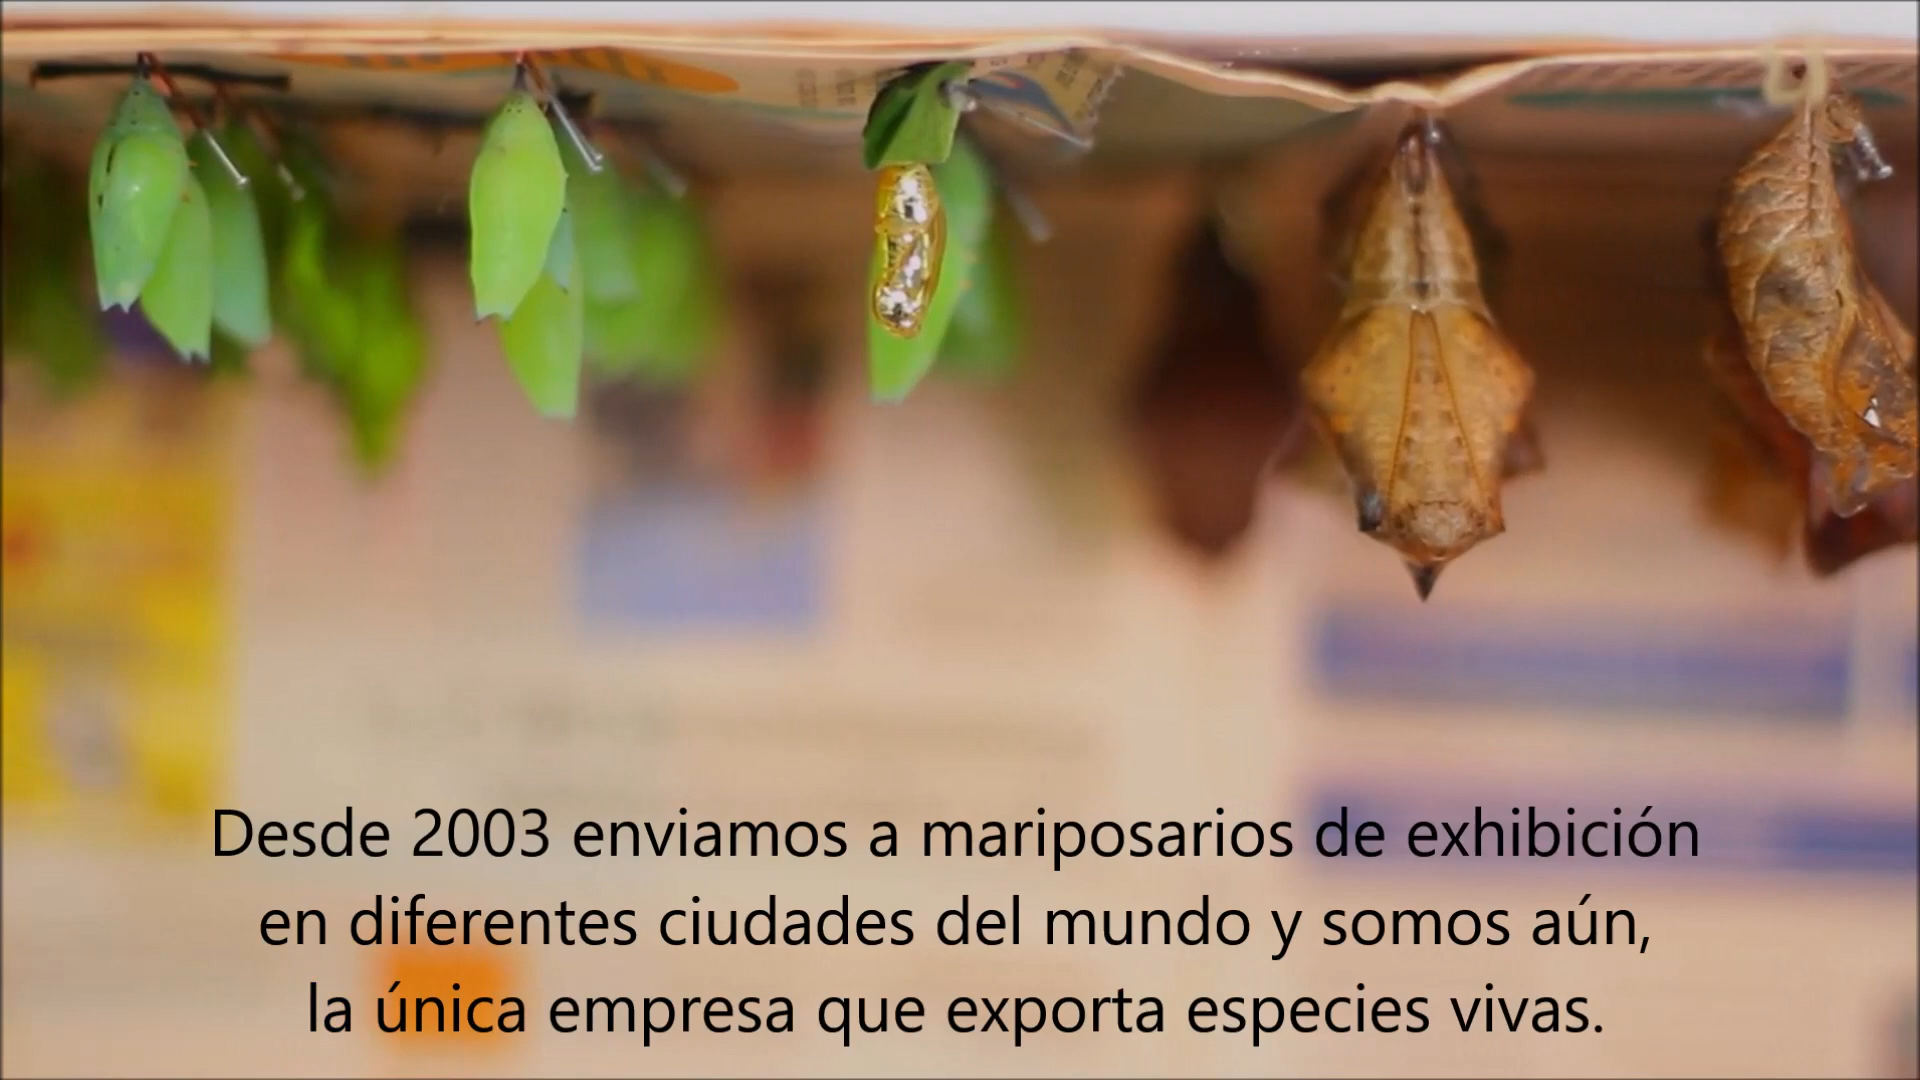 Desde 2003 enviamos a mariposarios de exhibición
en diferentes ciudades del mundo y somos aún,
la única empresa que exporta especies vivas.